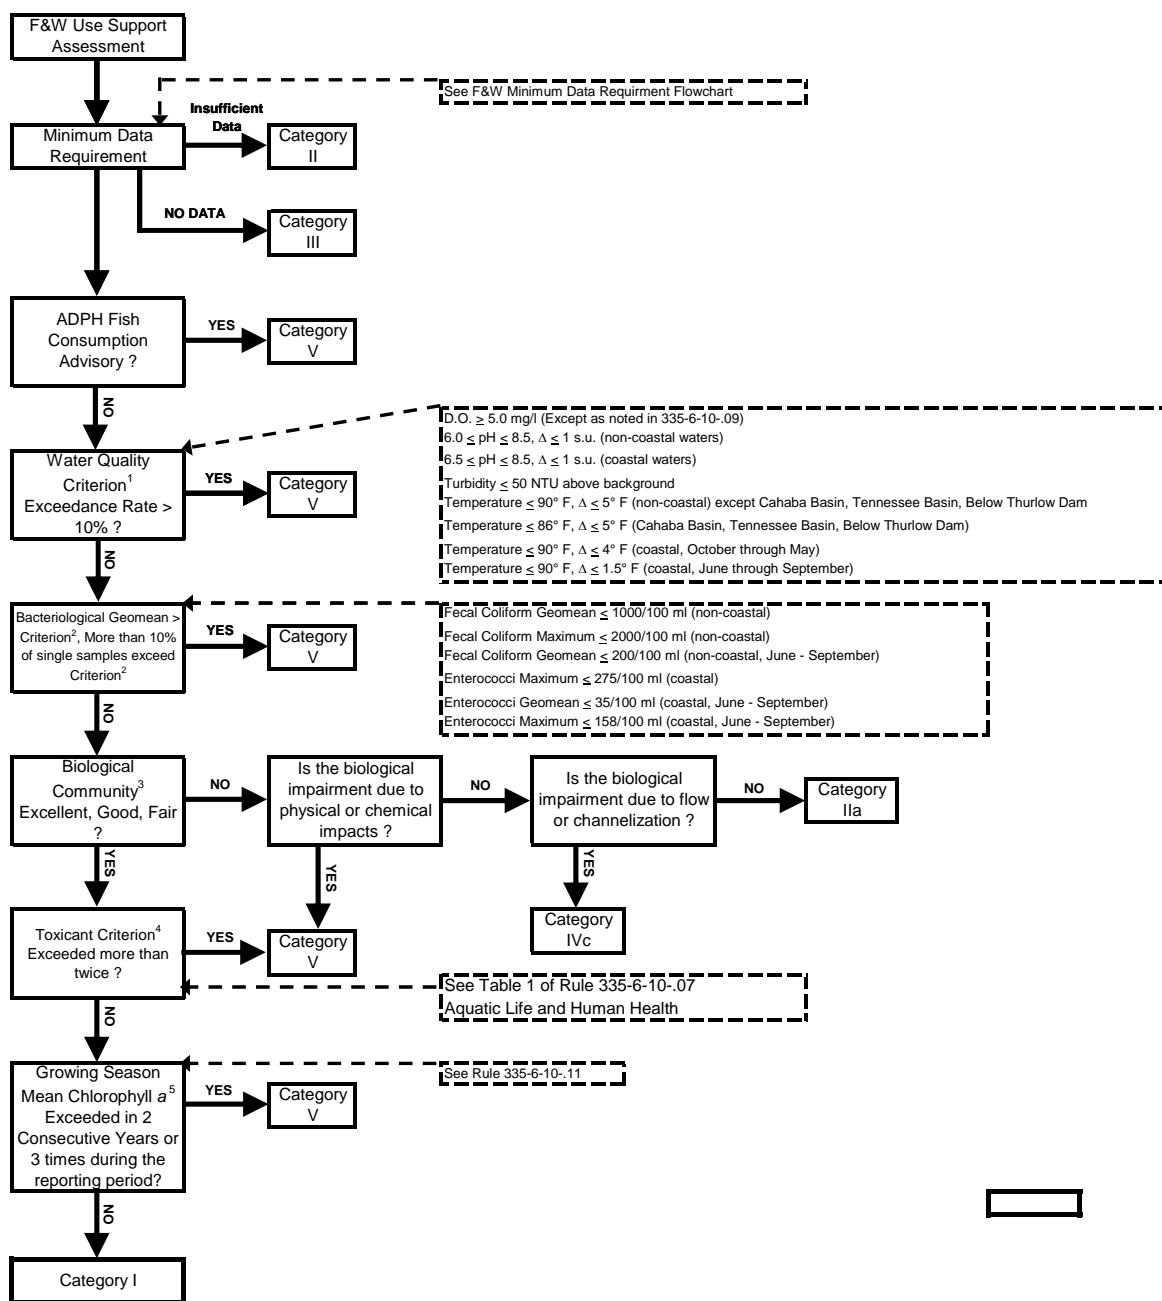 F&W Use Support
Assessment
See F&W Minimum Data Requirment Flowchart
Insufficient
Data
Minimum Data
Requirement
Category
II
NO DATA
Category
III
ADPH Fish
Consumption
Advisory ?
YES
Category
V
NO
D.O. ≥ 5.0 mg/l (Except as noted in 335-6-10-.09)
6.0 ≤ pH ≤ 8.5, Δ ≤ 1 s.u. (non-coastal waters)
6.5 ≤ pH ≤ 8.5, Δ ≤ 1 s.u. (coastal waters)
Turbidity ≤ 50 NTU above background
Temperature ≤ 90° F, Δ ≤ 5° F (non-coastal) except Cahaba Basin, Tennessee Basin, Below Thurlow Dam
Temperature ≤ 86° F, Δ ≤ 5° F (Cahaba Basin, Tennessee Basin, Below Thurlow Dam)
Temperature ≤ 90° F, Δ ≤ 4° F (coastal, October through May)
Temperature ≤ 90° F, Δ ≤ 1.5° F (coastal, June through September)
Water Quality
Criterion¹
Exceedance Rate >
10% ?
YES
Category
V
NO
Bacteriological Geomean >
Criterion², More than 10%
of single samples exceed
Criterion²
YES
Category
V
Fecal Coliform Geomean ≤ 1000/100 ml (non-coastal)
Fecal Coliform Maximum ≤ 2000/100 ml (non-coastal)
Fecal Coliform Geomean ≤ 200/100 ml (non-coastal, June - September)
Enterococci Maximum ≤ 275/100 ml (coastal)
Enterococci Geomean ≤ 35/100 ml (coastal, June - September)
Enterococci Maximum ≤ 158/100 ml (coastal, June - September)
NO
Biological
Community³
Excellent, Good, Fair
?
NO
Is the biological
impairment due to
physical or chemical
impacts ?
NO
Is the biological
impairment due to flow
or channelization ?
NO
Category
IIa
YES
YES
YES
Toxicant Criterion⁴
Exceeded more than
twice ?
YES
Category
V
Category
IVc
See Table 1 of Rule 335-6-10-.07
Aquatic Life and Human Health
NO
Growing Season
Mean Chlorophyll a⁵
Exceeded in 2
Consecutive Years or
3 times during the
reporting period?
YES
Category
V
See Rule 335-6-10-.11
NO
Category I